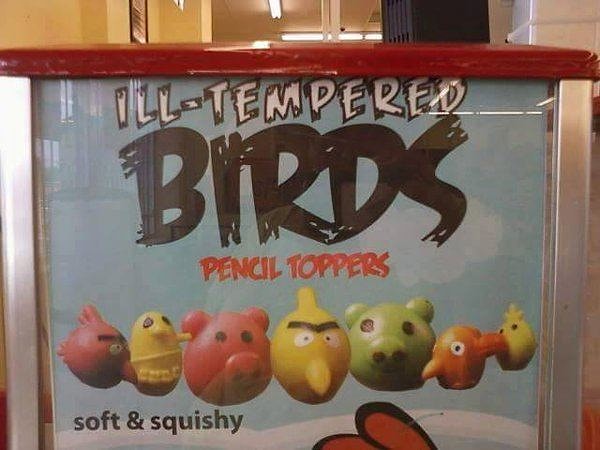 ILL-TEMPERED
BIRDS
PENCIL TOPPERS
soft & squishy